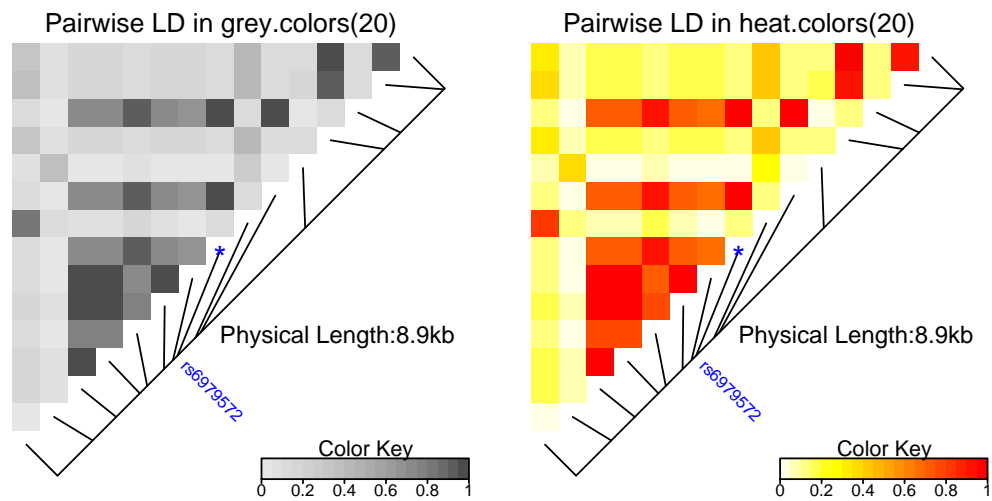 Pairwise LD in grey.colors(20)
*
Physical Length:8.9kb
rs6979572
Color Key
0 0.2 0.4 0.6 0.8 1
Pairwise LD in heat.colors(20)
*
Physical Length:8.9kb
rs6979572
Color Key
0 0.2 0.4 0.6 0.8 1